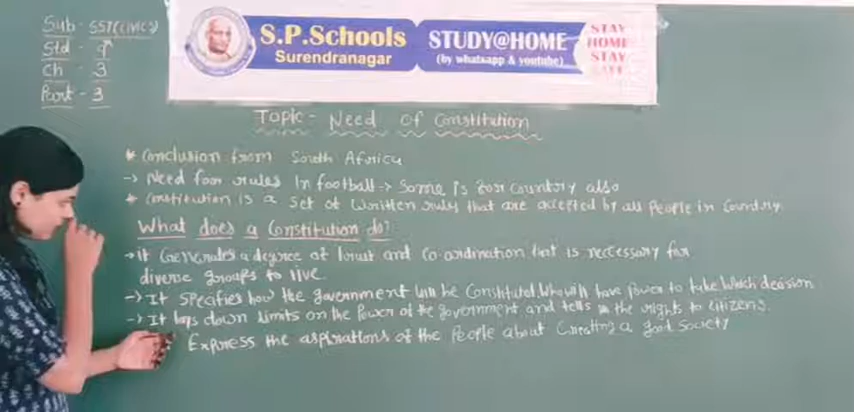 Sub - SST(CIVICS)
Std - 9
Ch - 3
Part - 3
S.P.Schools
Surendranagar
STUDY@HOME
(by whatsapp & youtube)
STAY
HOME
STAY
Topic - Need of Constitution
* Conclusion from South Africa
→ Need for rules in football → Same is for country also
* Constitution is a set of written rules that are accepted by all People in Country.
What does a Constitution do?
→ It Generates a degree of trust and co-ordination that is necessary for
diverse groups to live
→ It specifies how the government will be Constituted. Who will have power to take which decision
→ It lays down limits on the Power of the government and tells the rights to citizens.
Express the aspirations of the People about Creating a good society